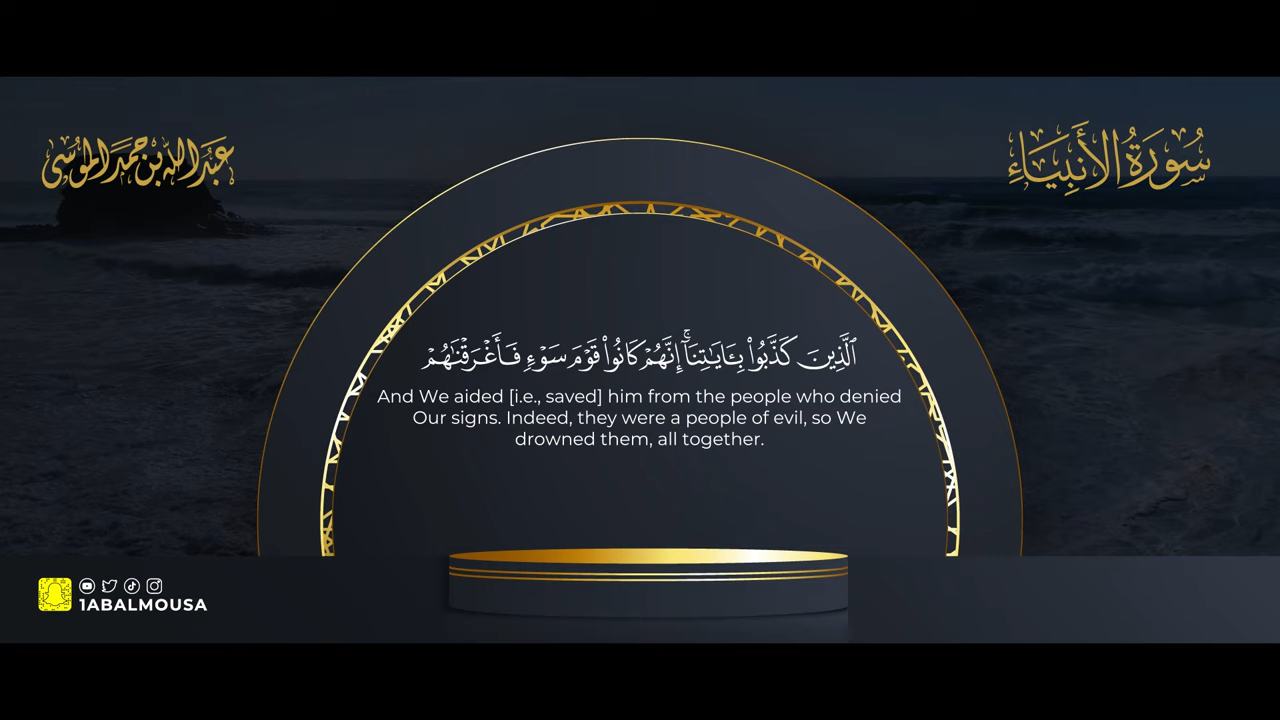 عبدالله بن حمد الموسى
سُورَةُ الأَنبِيَاءِ
ٱلَّذِينَ كَذَّبُوا۟ بِـَٔايَـٰتِنَآ ۚ إِنَّهُمْ كَانُوا۟ قَوْمَ سَوْءٍ فَأَغْرَقْنَـٰهُمْ
And We aided [i.e., saved] him from the people who denied
Our signs. Indeed, they were a people of evil, so We
drowned them, all together.
1ABALMOUSA